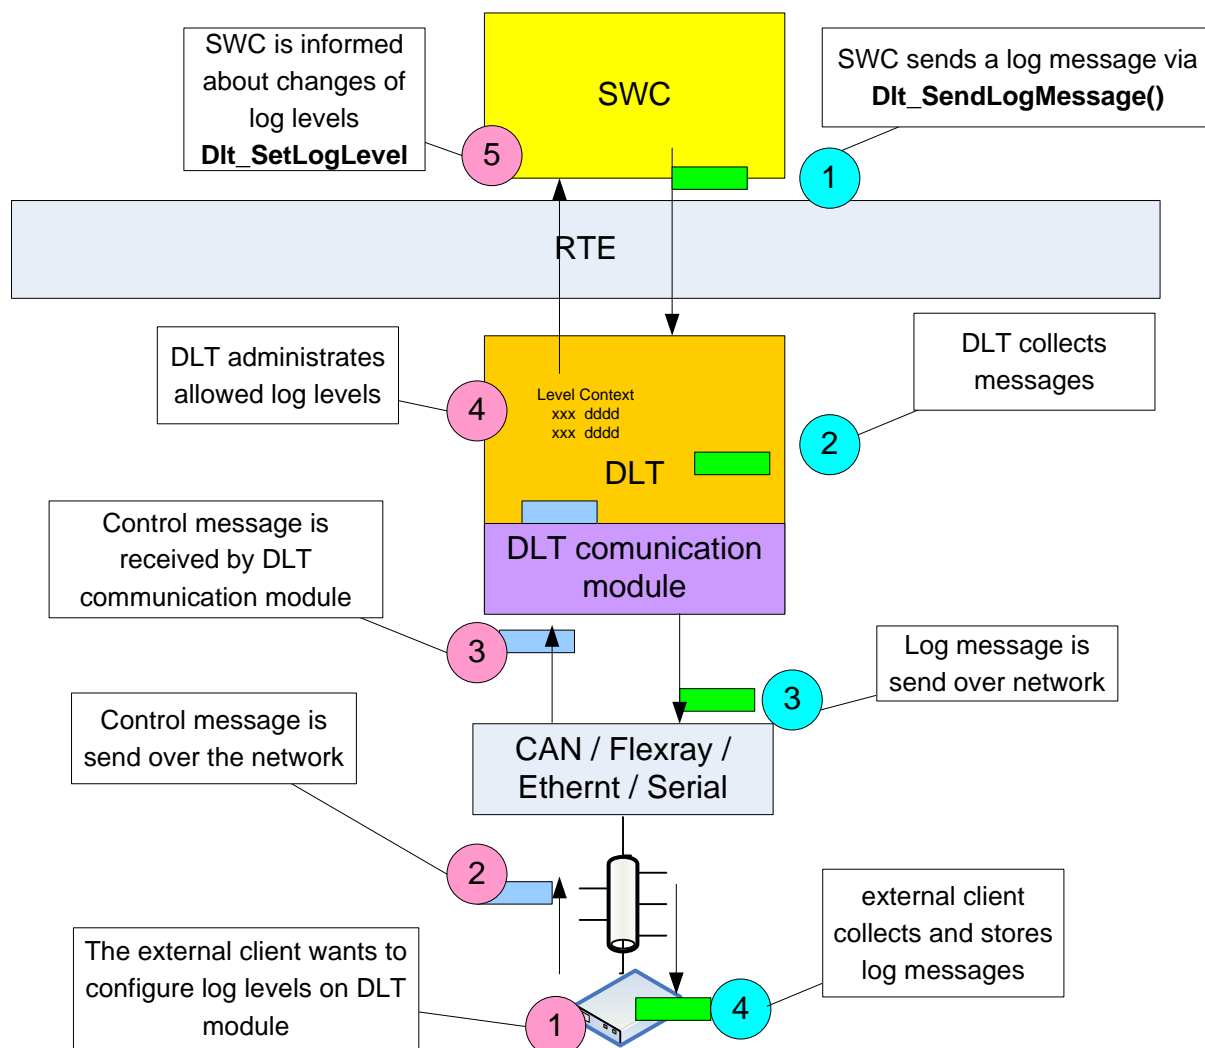 SWC is informed
about changes of
log levels
Dlt_SetLogLevel
5
SWC
SWC sends a log message via
Dlt_SendLogMessage()
1
RTE
DLT administrates
allowed log levels
4
Level Context
xxx dddd
xxx dddd
DLT
DLT collects
messages
2
Control message is
received by DLT
communication module
3
DLT comunication
module
Log message is
send over network
3
Control message is
send over the network
2
CAN / Flexray /
Ethernt / Serial
The external client wants to
configure log levels on DLT
module
1
external client
collects and stores
log messages
4